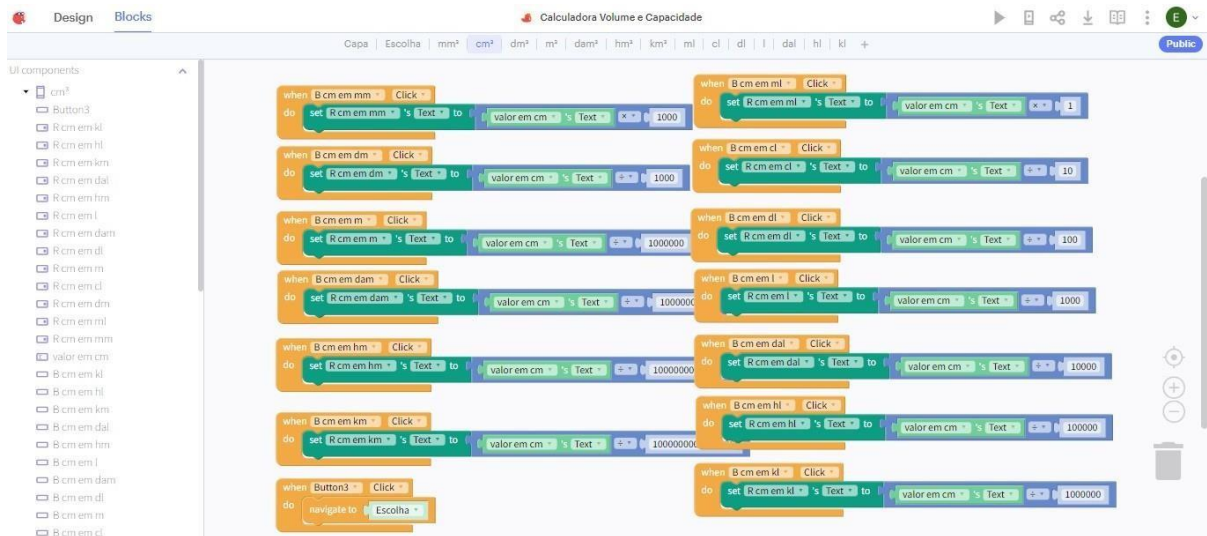 Design Blocks Calculadora Volume e Capacidade E
Capa Escolha mm³ cm³ dm³ m³ dam³ hm³ km³ ml cl dl l dal hl kl + Public
UI components
cm³
Button3
R cm em kl
R cm em hl
R cm em km
R cm em dal
R cm em hm
R cm em l
R cm em dam
R cm em dl
R cm em m
R cm em cl
R cm em dm
R cm em ml
R cm em mm
valor em cm
B cm em kl
B cm em hl
B cm em km
B cm em dal
B cm em hm
B cm em l
B cm em dam
B cm em dl
B cm em m
B cm em cl
when B cm em mm Click
do set R cm em mm 's Text to valor em cm 's Text × 1000
when B cm em dm Click
do set R cm em dm 's Text to valor em cm 's Text ÷ 1000
when B cm em m Click
do set R cm em m 's Text to valor em cm 's Text ÷ 1000000
when B cm em dam Click
do set R cm em dam 's Text to valor em cm 's Text ÷
when B cm em hm Click
do set R cm em hm 's Text to valor em cm 's Text ÷
when B cm em km Click
do set R cm em km 's Text to valor em cm 's Text ÷
when Button3 Click
do navigate to Escolha
when B cm em ml Click
do set R cm em ml 's Text to valor em cm 's Text × 1
when B cm em cl Click
do set R cm em cl 's Text to valor em cm 's Text ÷ 10
when B cm em dl Click
do set R cm em dl 's Text to valor em cm 's Text ÷ 100
when B cm em l Click
do set R cm em l 's Text to valor em cm 's Text ÷ 1000
when B cm em dal Click
do set R cm em dal 's Text to valor em cm 's Text ÷ 10000
when B cm em hl Click
do set R cm em hl 's Text to valor em cm 's Text ÷ 100000
when B cm em kl Click
do set R cm em kl 's Text to valor em cm 's Text ÷ 1000000